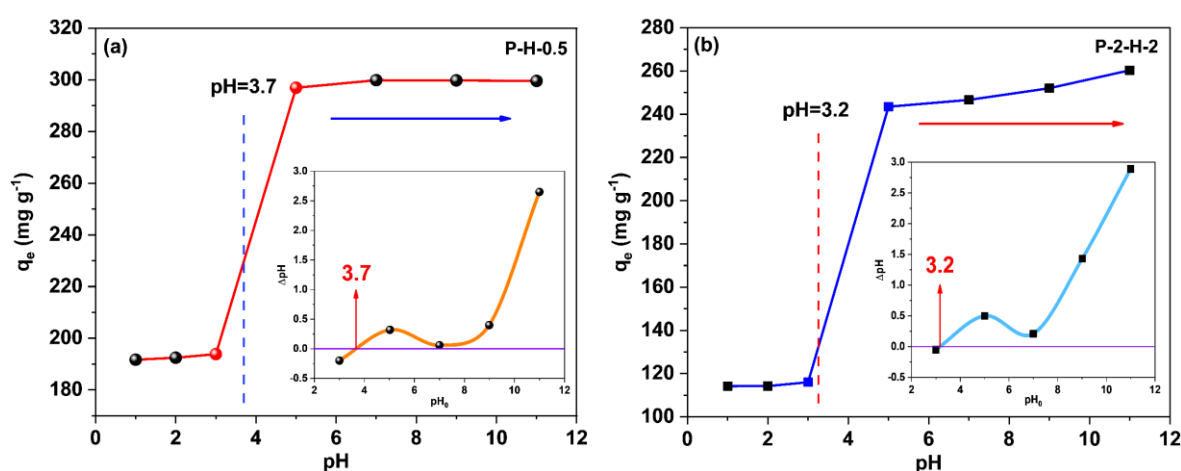 (a)
P-H-0.5
pH=3.7
320
300
280
260
240
220
200
180
qₑ (mg g⁻¹)
0 2 4 6 8 10 12
pH
3.0
2.5
2.0
1.5
1.0
0.5
0.0
-0.5
ΔpH
3.7
2 4 6 8 10 12
pH₀
(b)
P-2-H-2
pH=3.2
280
260
240
220
200
180
160
140
120
100
qₑ (mg g⁻¹)
0 2 4 6 8 10 12
pH
3.0
2.5
2.0
1.5
1.0
0.5
0.0
-0.5
ΔpH
3.2
2 4 6 8 10 12
pH₀